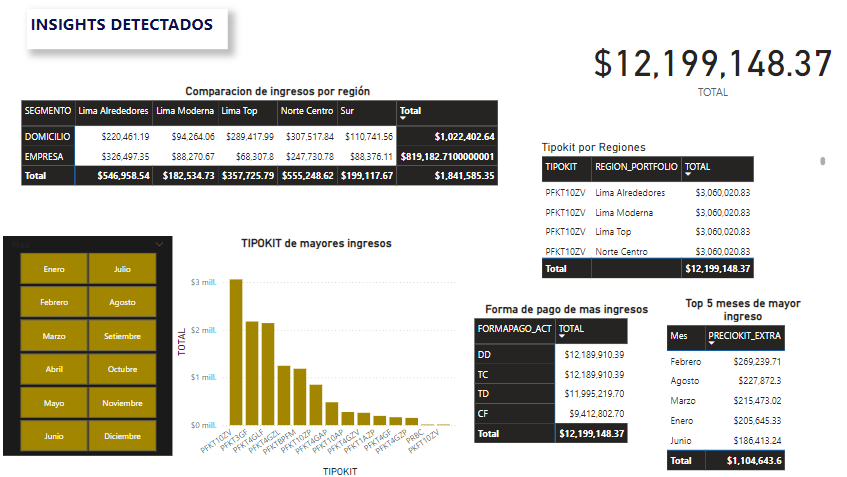 INSIGHTS DETECTADOS
$12,199,148.37
TOTAL
Comparacion de ingresos por región
SEGMENTO Lima Alrededores Lima Moderna Lima Top Norte Centro Sur Total
DOMICILIO $220,461.19 $94,264.06 $289,417.99 $307,517.84 $110,741.56 $1,022,402.64
EMPRESA $326,497.35 $88,270.67 $68,307.8 $247,730.78 $88,376.11 $819,182.7100000001
Total $546,958.54 $182,534.73 $357,725.79 $555,248.62 $199,117.67 $1,841,585.35
Tipokit por Regiones
TIPOKIT REGION_PORTFOLIO TOTAL
PFKT10ZV Lima Alrededores $3,060,020.83
PFKT10ZV Lima Moderna $3,060,020.83
PFKT10ZV Lima Top $3,060,020.83
PFKT10ZV Norte Centro $3,060,020.83
Total $12,199,148.37
Mes
Enero Julio
Febrero Agosto
Marzo Setiembre
Abril Octubre
Mayo Noviembre
Junio Diciembre
TIPOKIT de mayores ingresos
TOTAL
$3 mill.
$2 mill.
$1 mill.
$0 mill.
PFKT10ZV PFKT3GF PFKT4GLF PFKT4GZL PFKTBPFM PFKT10ZP PFKT4GAP PFKT10AP PFKT4GZV PFKT1AZP PFKT4GF PFKT4GZP PRBC PKFT10ZV
TIPOKIT
Forma de pago de mas ingresos
FORMAPAGO_ACT TOTAL
DD $12,189,910.39
TC $12,189,910.39
TD $11,995,219.70
CF $9,412,802.70
Total $12,199,148.37
Top 5 meses de mayor
ingreso
Mes PRECIOKIT_EXTRA
Febrero $269,239.71
Agosto $227,872.3
Marzo $215,473.02
Enero $205,645.33
Junio $186,413.24
Total $1,104,643.6